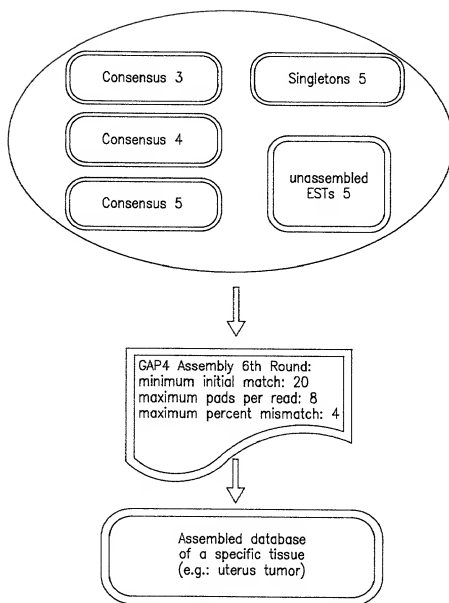 Consensus 3
Singletons 5
Consensus 4
unassembled
ESTs 5
Consensus 5
GAP4 Assembly 6th Round:
minimum initial match: 20
maximum pads per read: 8
maximum percent mismatch: 4
Assembled database
of a specific tissue
(e.g.: uterus tumor)